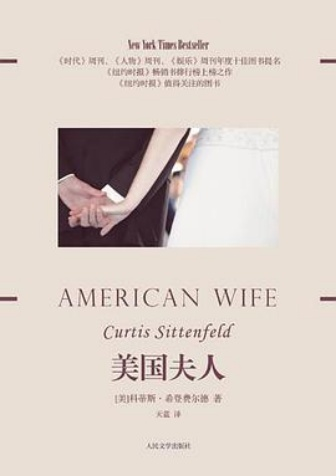 New York Times Bestseller
《时代》周刊、《人物》周刊、《娱乐》周刊年度十佳图书提名
《纽约时报》畅销书排行榜上榜之作
《纽约时报》值得关注的图书
AMERICAN WIFE
Curtis Sittenfeld
美国夫人
[美]科蒂斯·希登费尔德 著
天蓝 译
人民文学出版社